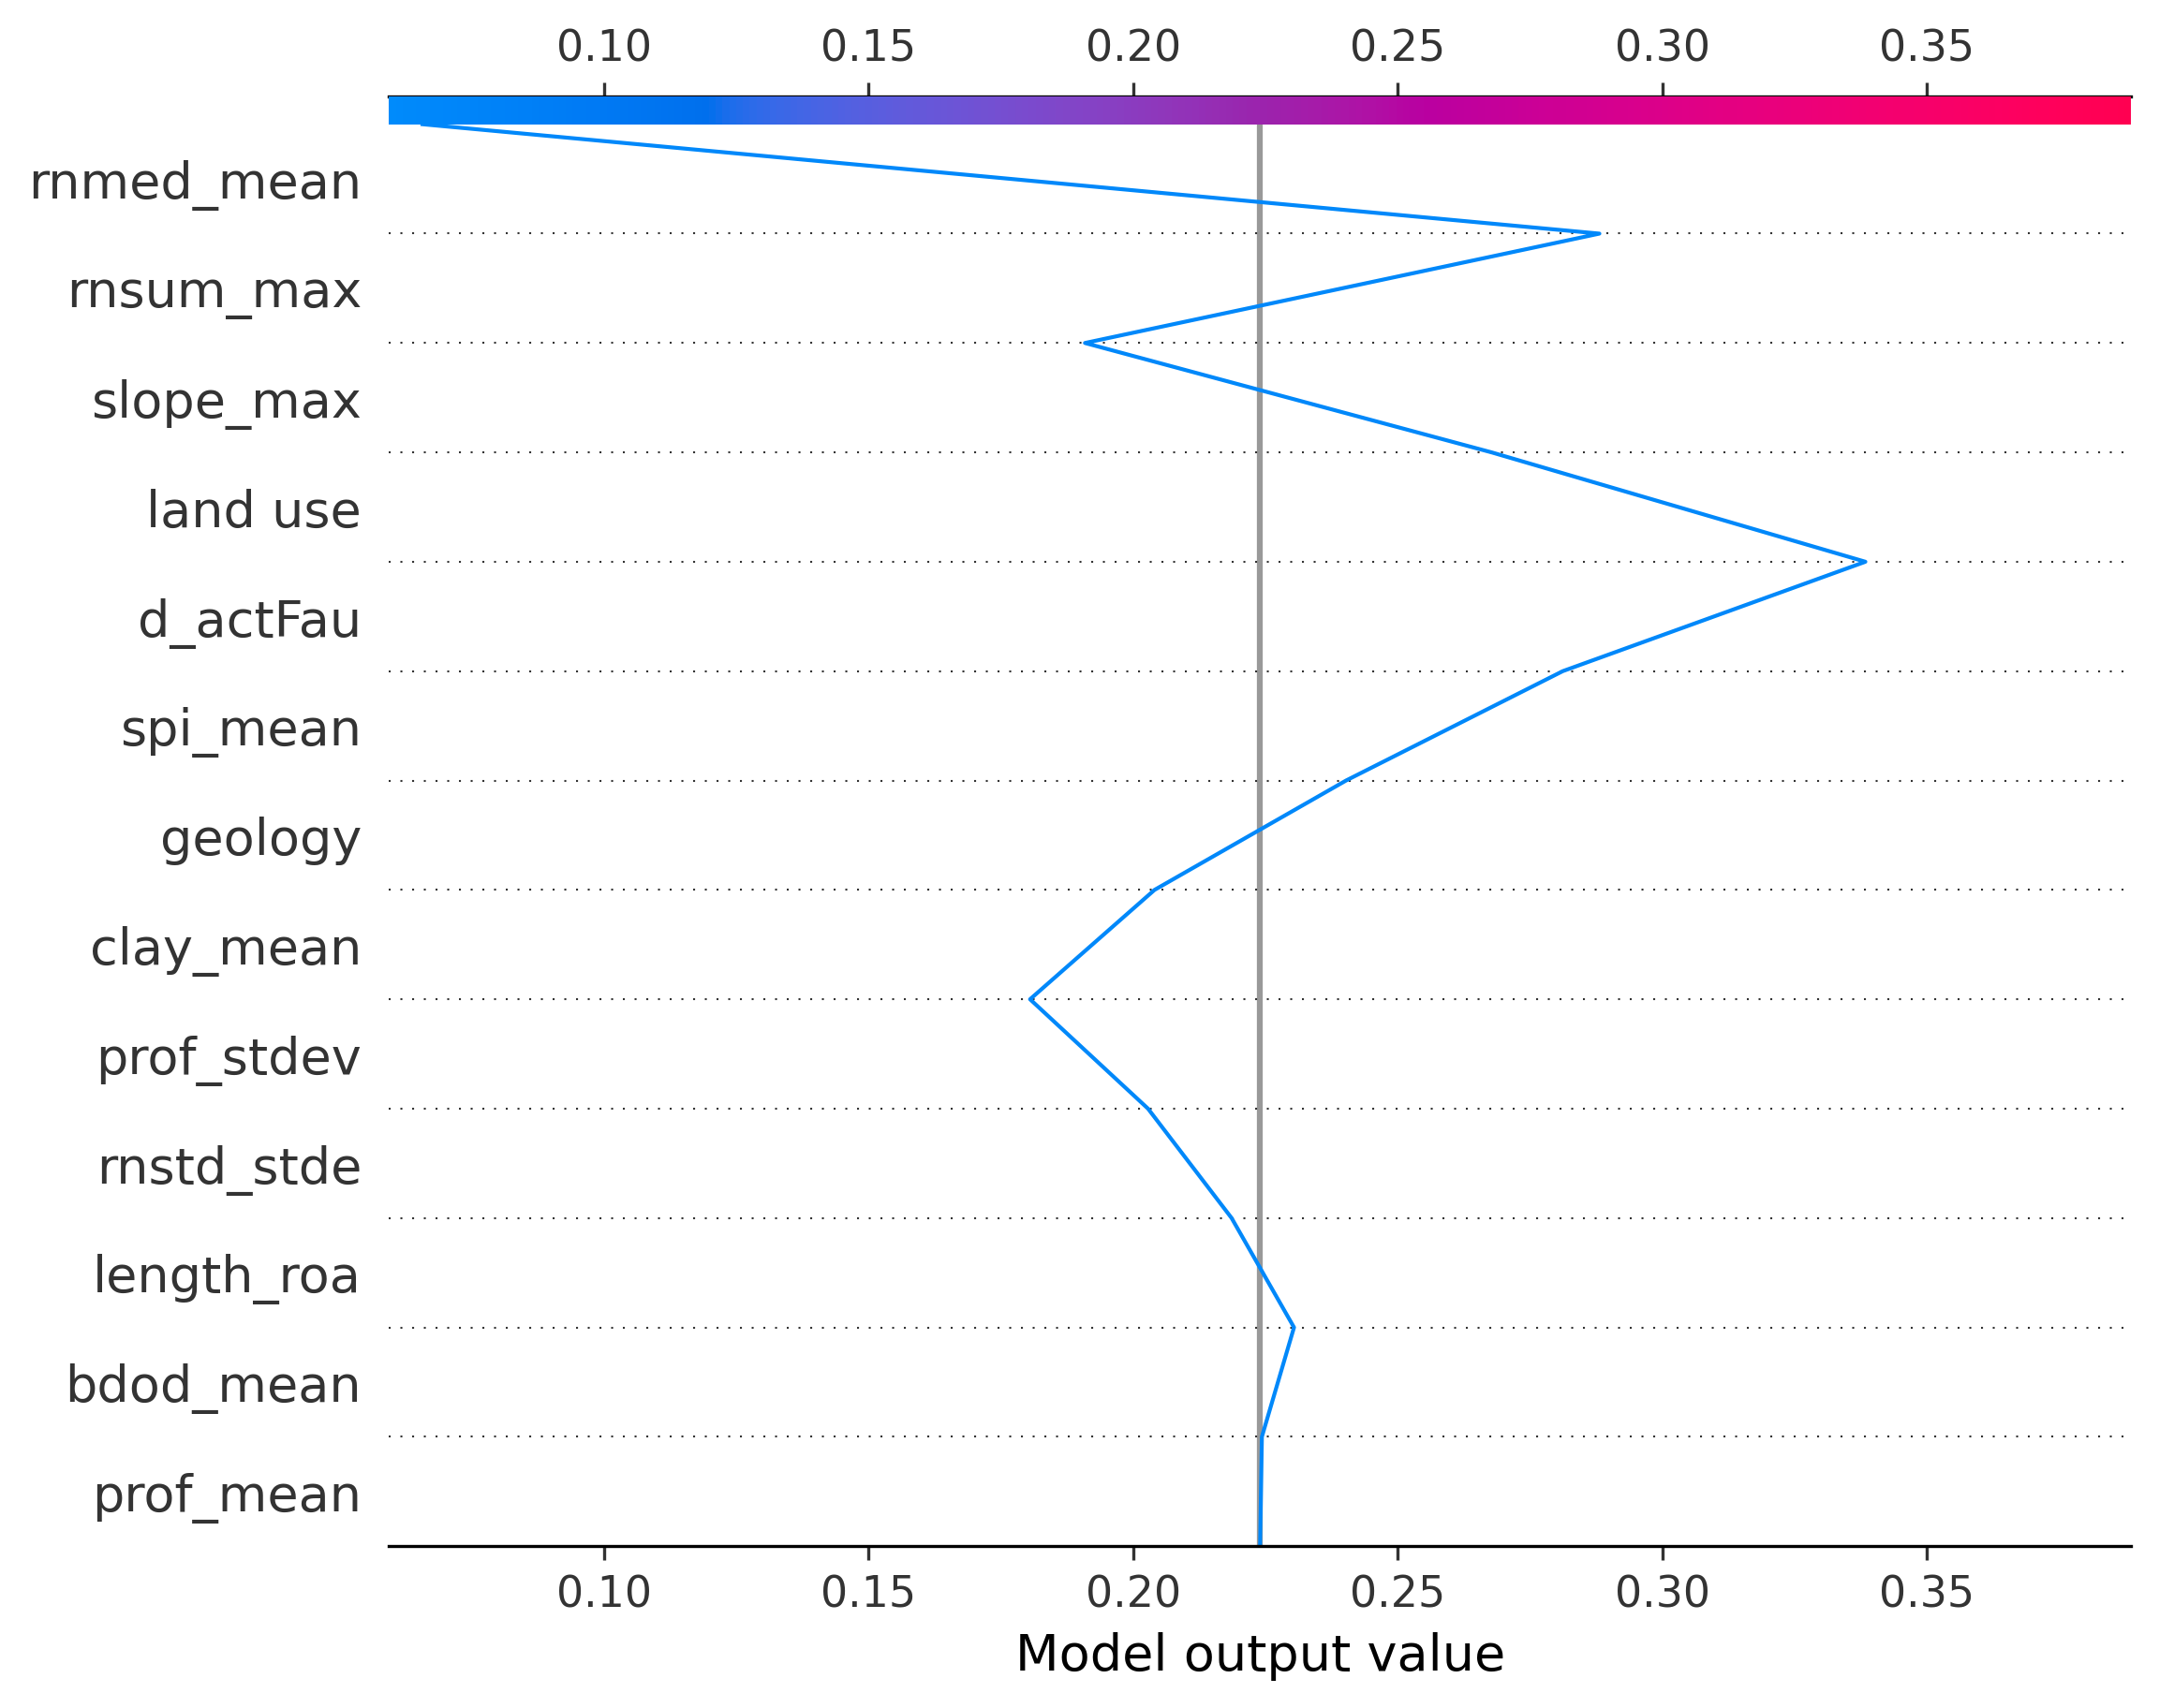 0.10 0.15 0.20 0.25 0.30 0.35
rnmed_mean
rnsum_max
slope_max
land use
d_actFau
spi_mean
geology
clay_mean
prof_stdev
rnstd_stde
length_roa
bdod_mean
prof_mean
0.10 0.15 0.20 0.25 0.30 0.35
Model output value